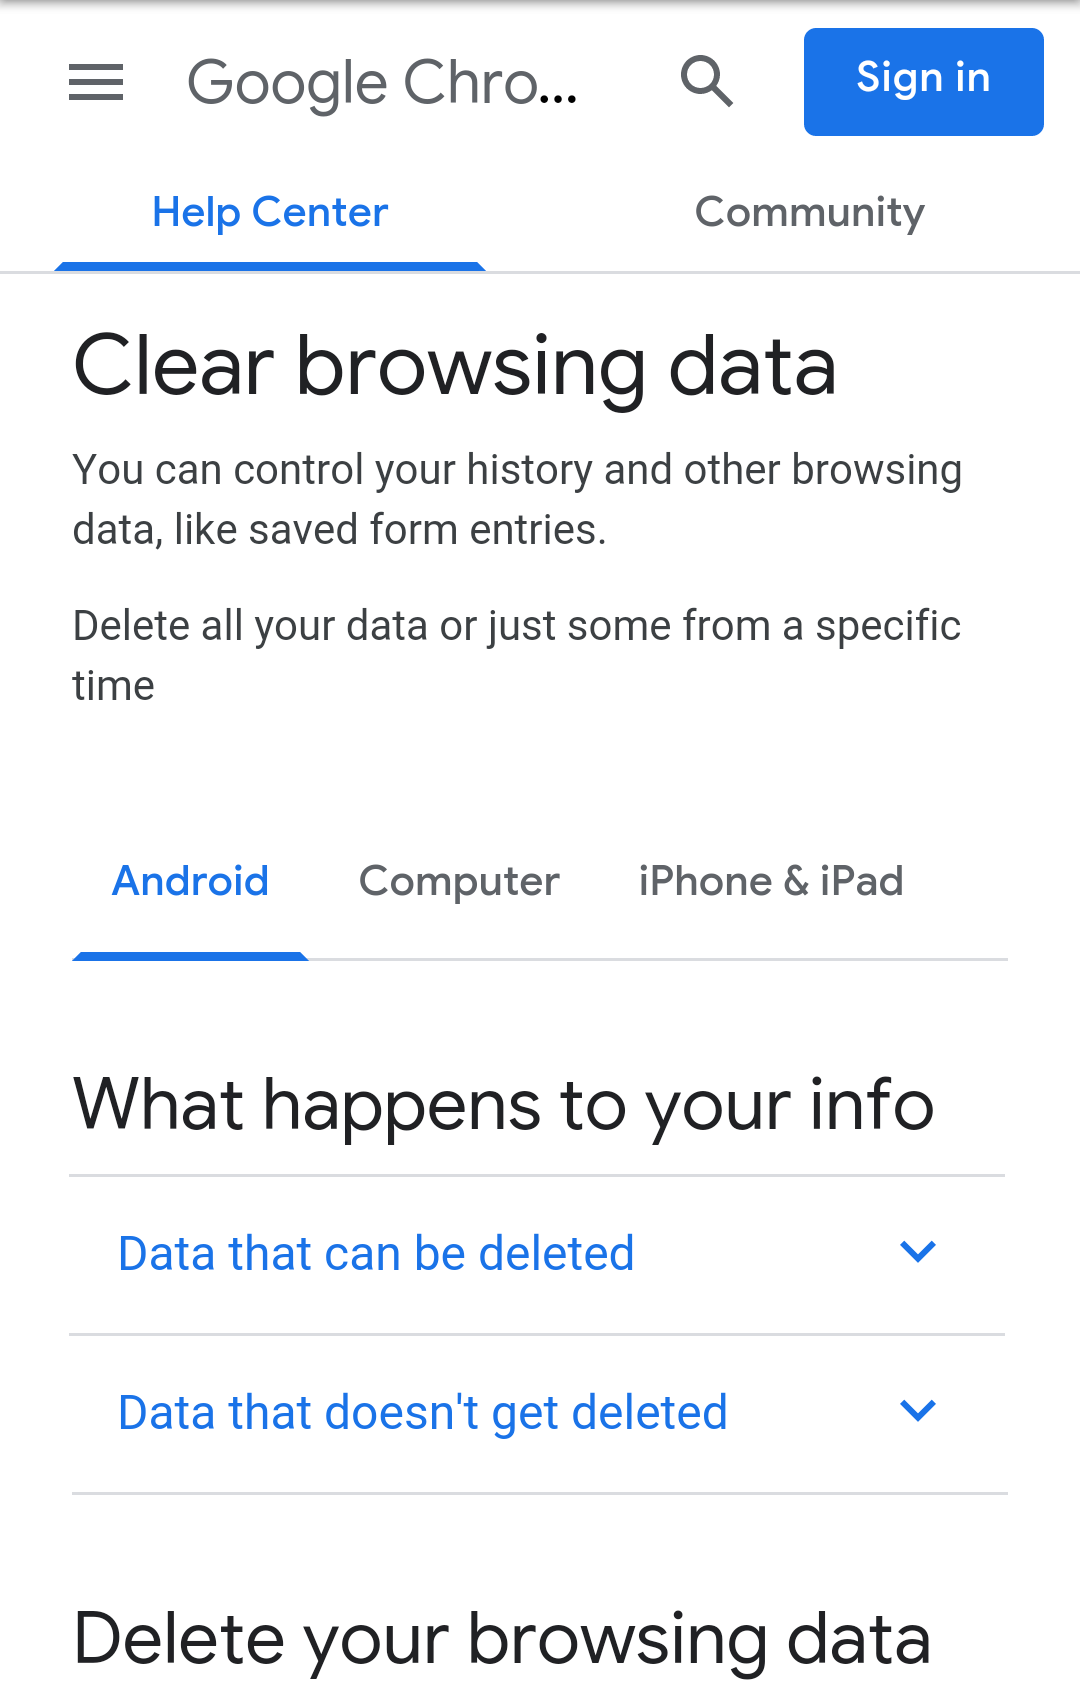 Google Chro...
Sign in
Help Center
Community
Clear browsing data
You can control your history and other browsing
data, like saved form entries.
Delete all your data or just some from a specific
time
Android
Computer
iPhone & iPad
What happens to your info
Data that can be deleted
Data that doesn't get deleted
Delete your browsing data